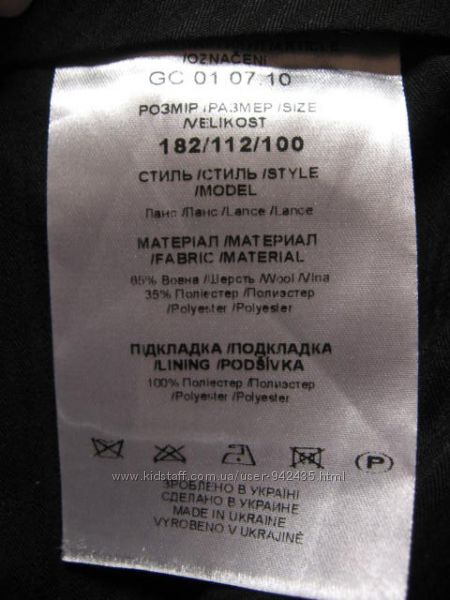 /OZNAČENÍ
GC 01 07.10
РОЗМІР /РАЗМЕР /SIZE
/VELIKOST
182/112/100
СТИЛЬ /СТИЛЬ /STYLE
/MODEL
Ланс /Ланс /Lance /Lance
МАТЕРІАЛ /МАТЕРИАЛ
/FABRIC /MATERIAL
65% Вовна /Шерсть /Wool /Vlna
35% Поліестер /Полиэстер
/Polyester /Polyester
ПІДКЛАДКА /ПОДКЛАДКА
/LINING /PODŠÍVKA
100% Поліестер /Полиэстер
/Polyester /Polyester
P
www.kidstaff.com.ua/user-942435.html
ЗРОБЛЕНО В УКРАЇНІ
СДЕЛАНО В УКРАИНЕ
MADE IN UKRAINE
VYROBENO V UKRAJINĚ